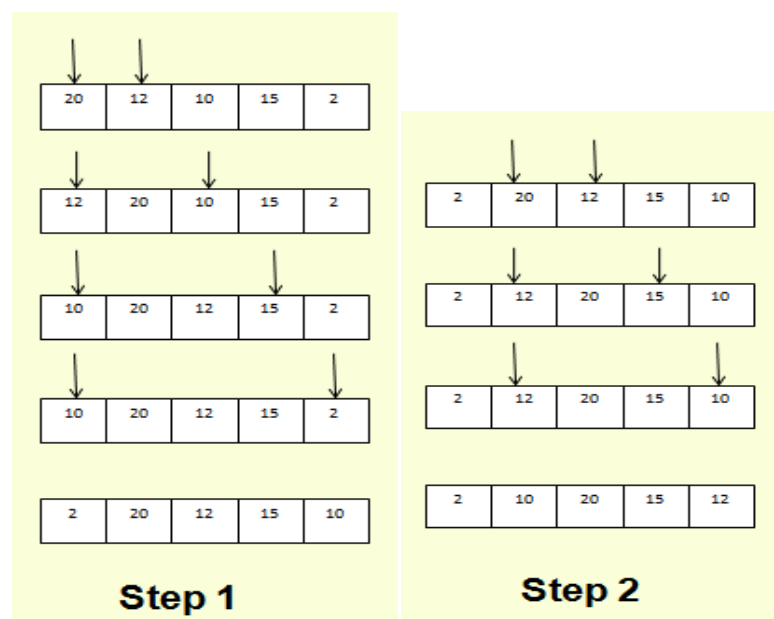 20 12 10 15 2
12 20 10 15 2
10 20 12 15 2
10 20 12 15 2
2 20 12 15 10
Step 1
2 20 12 15 10
2 12 20 15 10
2 12 20 15 10
2 10 20 15 12
Step 2